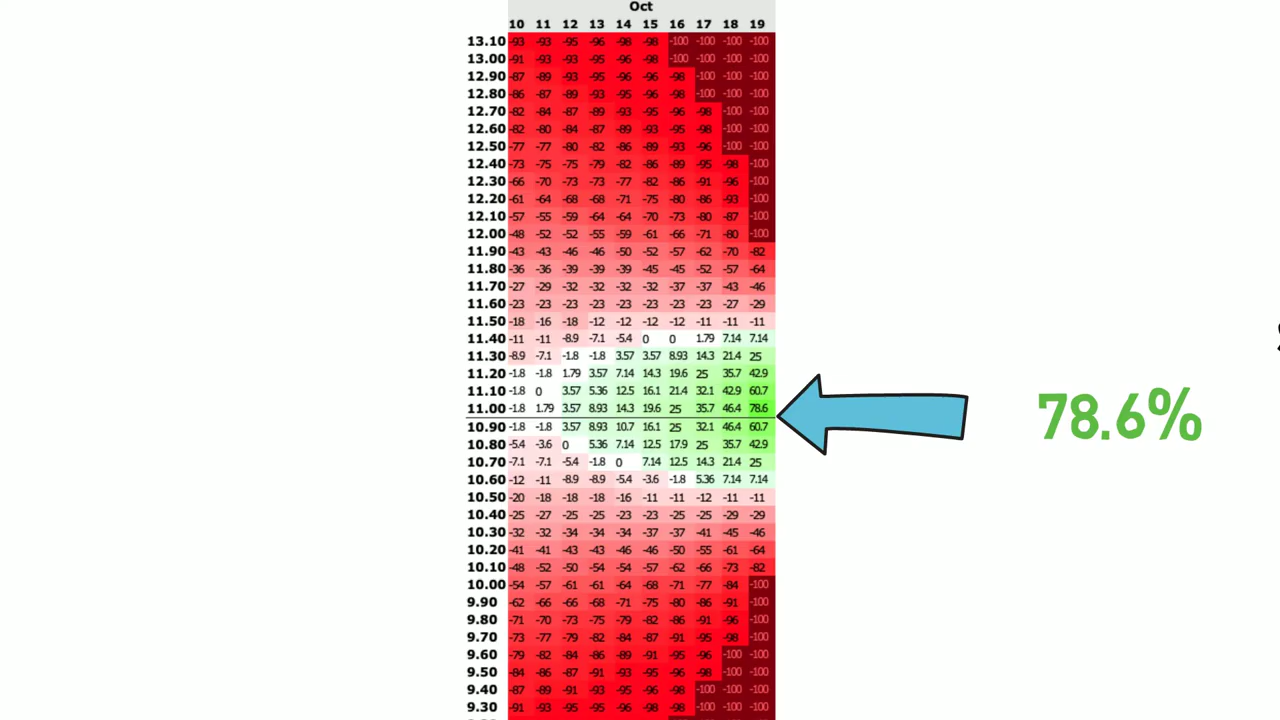 Oct
10 11 12 13 14 15 16 17 18 19
13.10 -93 -93 -95 -96 -98 -98 -100 -100 -100 -100
13.00 -91 -93 -93 -95 -96 -98 -100 -100 -100 -100
12.90 -87 -89 -93 -95 -96 -96 -98 -100 -100 -100
12.80 -86 -87 -89 -93 -95 -96 -98 -100 -100 -100
12.70 -82 -84 -87 -89 -93 -95 -96 -98 -100 -100
12.60 -82 -80 -84 -87 -89 -93 -95 -98 -100 -100
12.50 -77 -77 -80 -82 -86 -89 -93 -96 -100 -100
12.40 -73 -75 -75 -79 -82 -86 -89 -95 -98 -100
12.30 -66 -70 -73 -73 -77 -82 -86 -91 -96 -100
12.20 -61 -64 -68 -68 -71 -75 -80 -86 -93 -100
12.10 -57 -55 -59 -64 -64 -70 -73 -80 -87 -100
12.00 -48 -52 -52 -55 -59 -61 -66 -71 -80 -100
11.90 -43 -43 -46 -46 -50 -52 -57 -62 -70 -82
11.80 -36 -36 -39 -39 -39 -45 -45 -52 -57 -64
11.70 -27 -29 -32 -32 -32 -32 -37 -37 -43 -46
11.60 -23 -23 -23 -23 -23 -23 -23 -23 -27 -29
11.50 -18 -16 -18 -12 -12 -12 -12 -11 -11 -11
11.40 -11 -11 -8.9 -7.1 -5.4 0 0 1.79 7.14 7.14
11.30 -8.9 -7.1 -1.8 -1.8 3.57 3.57 8.93 14.3 21.4 25
11.20 -1.8 -1.8 1.79 3.57 7.14 14.3 19.6 25 35.7 42.9
11.10 -1.8 0 3.57 5.36 12.5 16.1 21.4 32.1 42.9 60.7
11.00 -1.8 1.79 3.57 8.93 14.3 19.6 25 35.7 46.4 78.6
10.90 -1.8 -1.8 3.57 8.93 10.7 16.1 25 32.1 46.4 60.7
10.80 -5.4 -3.6 0 5.36 7.14 12.5 17.9 25 35.7 42.9
10.70 -7.1 -7.1 -5.4 -1.8 0 7.14 12.5 14.3 21.4 25
10.60 -12 -11 -8.9 -8.9 -5.4 -3.6 -1.8 5.36 7.14 7.14
10.50 -20 -18 -18 -18 -16 -11 -11 -12 -11 -11
10.40 -25 -27 -25 -25 -23 -23 -25 -25 -29 -29
10.30 -32 -32 -34 -34 -34 -37 -37 -41 -45 -46
10.20 -41 -41 -43 -43 -46 -46 -50 -55 -61 -64
10.10 -48 -52 -50 -54 -54 -57 -62 -66 -73 -82
10.00 -54 -57 -61 -61 -64 -68 -71 -77 -84 -100
9.90 -62 -66 -66 -68 -71 -75 -80 -86 -91 -100
9.80 -71 -70 -73 -75 -79 -82 -86 -91 -96 -100
9.70 -73 -77 -79 -82 -84 -87 -91 -95 -98 -100
9.60 -79 -82 -84 -86 -89 -91 -95 -96 -100 -100
9.50 -84 -86 -87 -91 -93 -95 -96 -98 -100 -100
9.40 -87 -89 -91 -93 -95 -96 -98 -100 -100 -100
9.30 -91 -93 -95 -95 -96 -98 -98 -100 -100 -100
78.6%